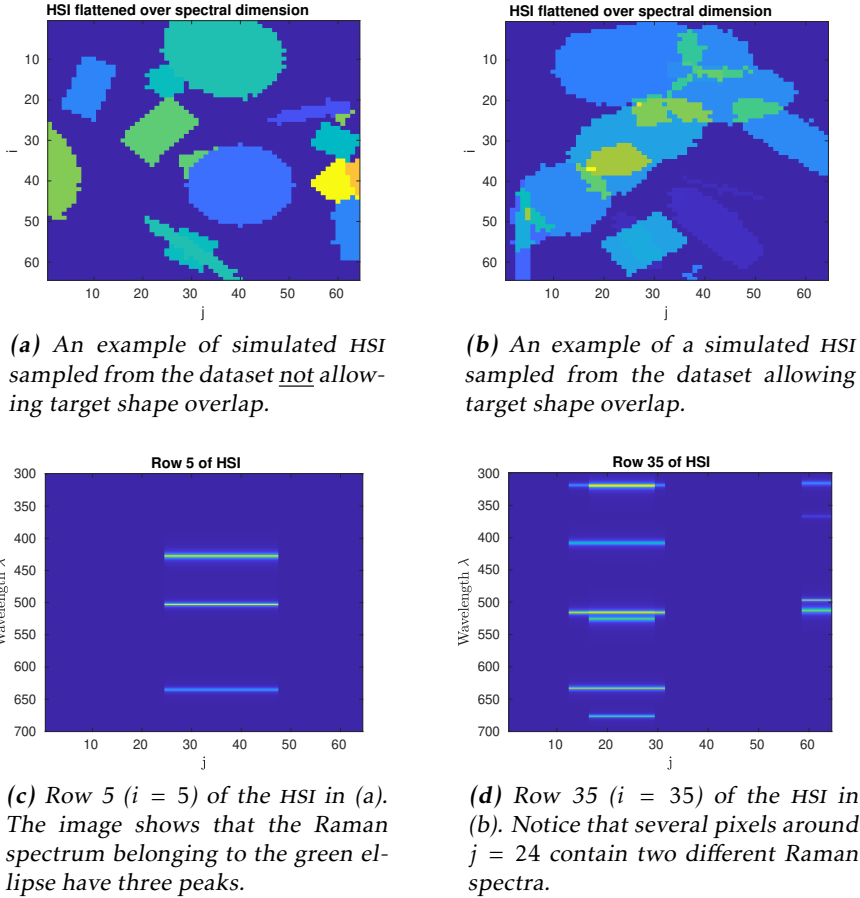 HSI flattened over spectral dimension
10
20
30
40
50
60
i
10 20 30 40 50 60
j
(a) An example of simulated HSI
sampled from the dataset not allow-
ing target shape overlap.
HSI flattened over spectral dimension
10
20
30
40
50
60
i
10 20 30 40 50 60
j
(b) An example of a simulated HSI
sampled from the dataset allowing
target shape overlap.
Row 5 of HSI
300
350
400
450
500
550
600
650
700
Wavelength λ
10 20 30 40 50 60
j
(c) Row 5 (i = 5) of the HSI in (a).
The image shows that the Raman
spectrum belonging to the green el-
lipse have three peaks.
Row 35 of HSI
300
350
400
450
500
550
600
650
700
Wavelength λ
10 20 30 40 50 60
j
(d) Row 35 (i = 35) of the HSI in
(b). Notice that several pixels around
j = 24 contain two different Raman
spectra.